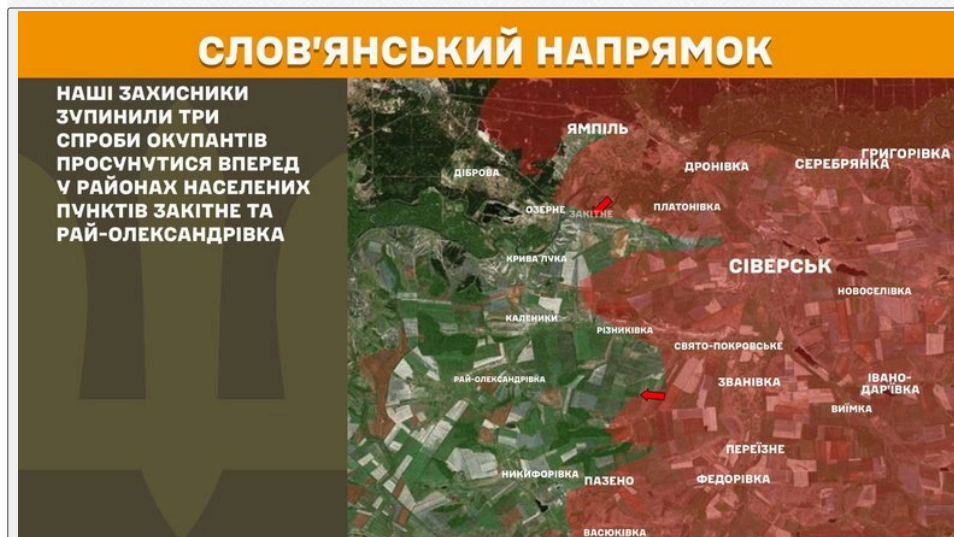 СЛОВ'ЯНСЬКИЙ НАПРЯМОК
НАШІ ЗАХИСНИКИ
ЗУПИНИЛИ ТРИ
СПРОБИ ОКУПАНТІВ
ПРОСУНУТИСЯ ВПЕРЕД
У РАЙОНАХ НАСЕЛЕНИХ
ПУНКТІВ ЗАКІТНЕ ТА
РАЙ-ОЛЕКСАНДРІВКА
ЯМПІЛЬ
ГРИГОРІВКА
СЕРЕБРЯНКА
ДРОНІВКА
ДІБРОВА
ОЗЕРНЕ
ЗАКІТНЕ
ПЛАТОНІВКА
КРИВА ЛУКА
СІВЕРСЬК
НОВОСЕЛІВКА
КАЛЕНИКИ
РІЗНИКІВКА
СВЯТО-ПОКРОВСЬКЕ
РАЙ-ОЛЕКСАНДРІВКА
ЗВАНІВКА
ІВАНО-
ДАР'ЇВКА
ВИЇМКА
ПЕРЕЇЗНЕ
НИКИФОРІВКА
ПАЗЕНО
ФЕДОРІВКА
ВАСЮКІВКА